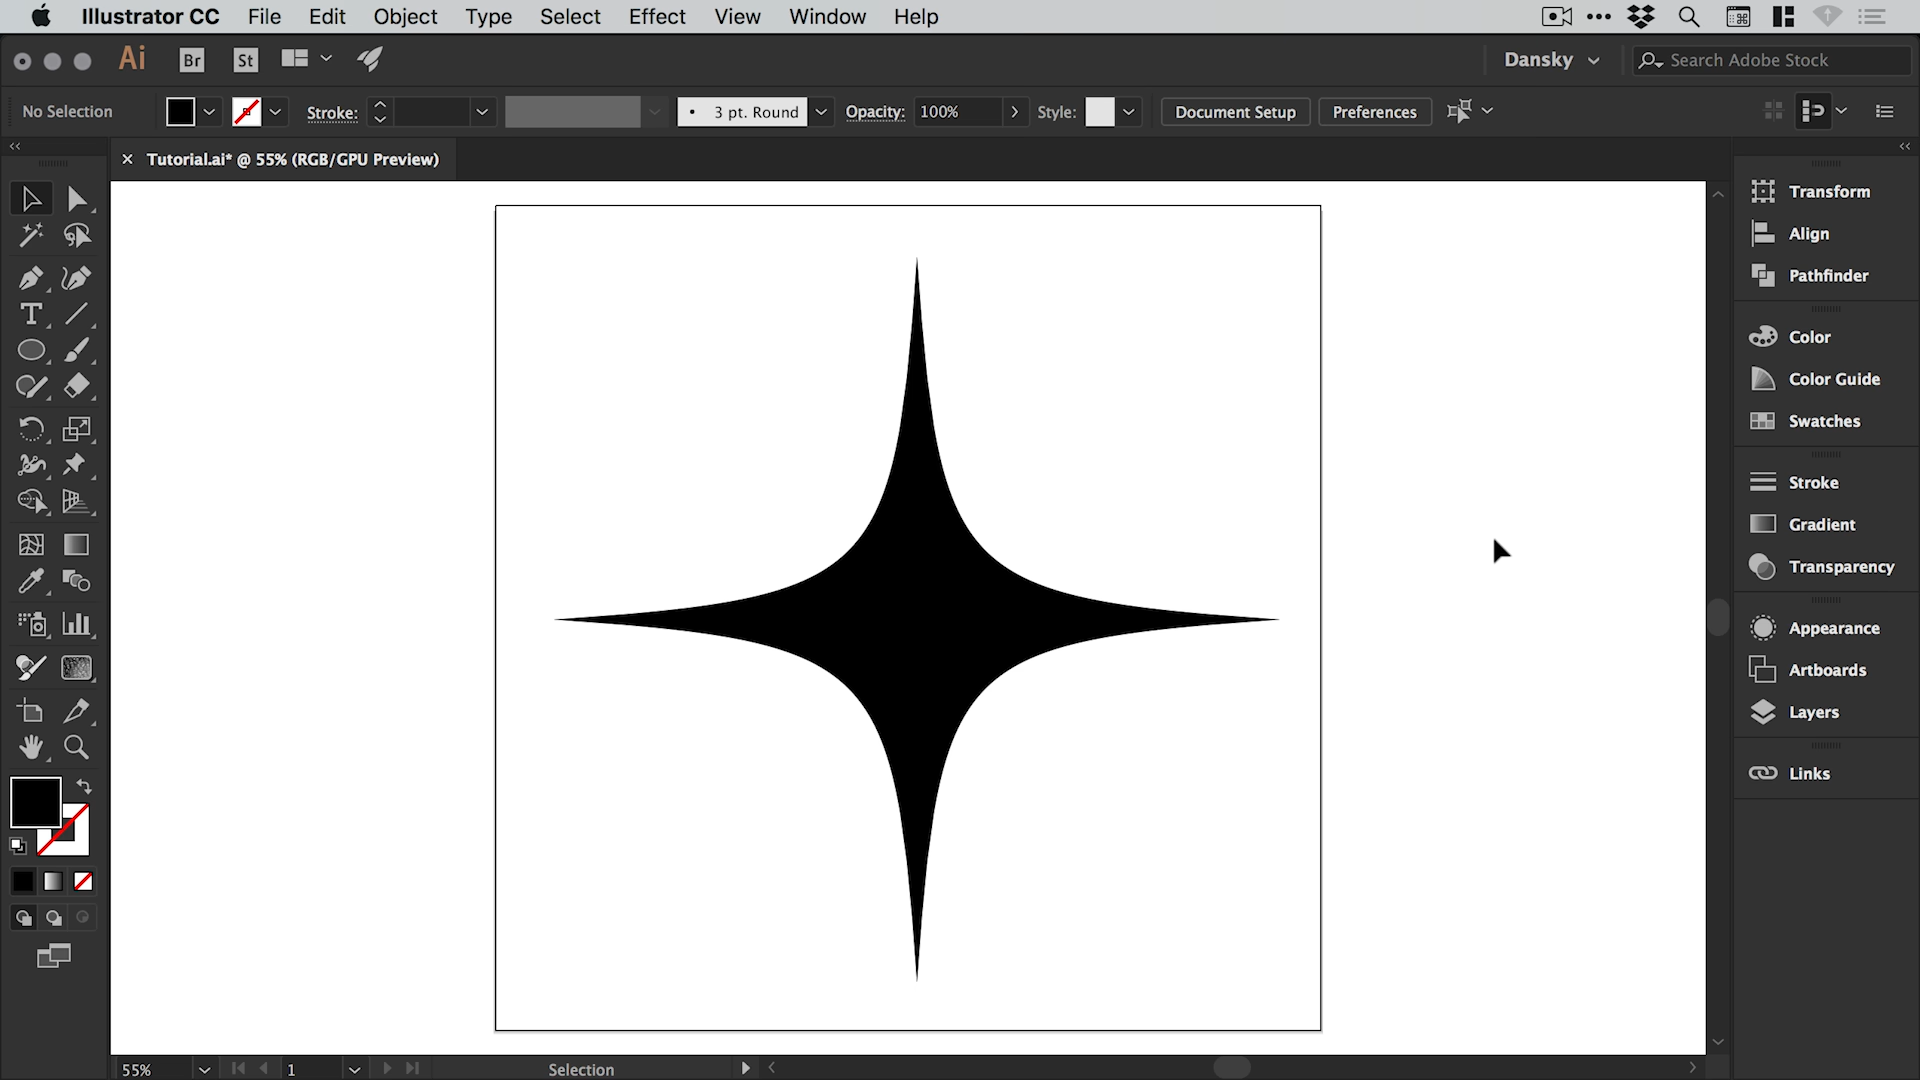 Illustrator CC File Edit Object Type Select Effect View Window Help
Ai Br St Dansky Search Adobe Stock
No Selection Stroke: 3 pt. Round Opacity: 100% Style: Document Setup Preferences
× Tutorial.ai* @ 55% (RGB/GPU Preview)
Transform
Align
Pathfinder
Color
Color Guide
Swatches
Stroke
Gradient
Transparency
Appearance
Artboards
Layers
Links
55% 1 Selection